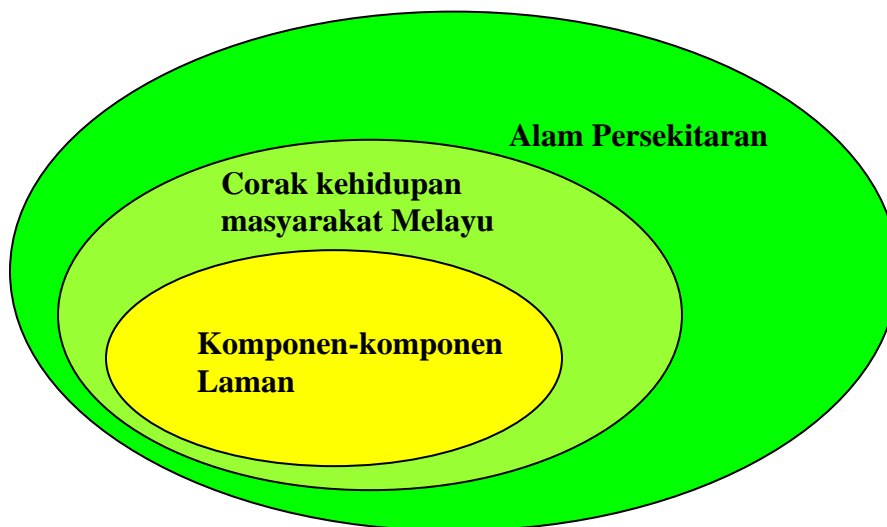 Alam Persekitaran
Corak kehidupan
masyarakat Melayu
Komponen-komponen
Laman